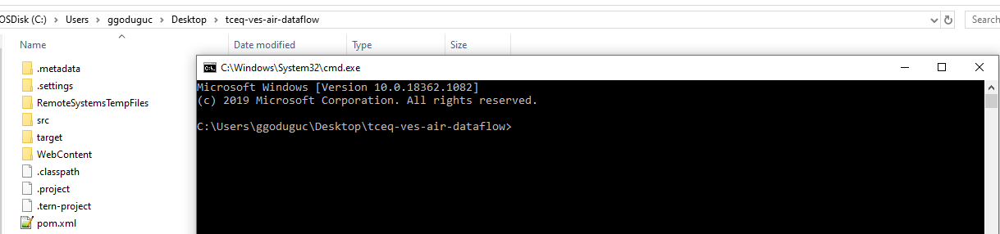 OSDisk (C:) > Users > ggoduguc > Desktop > tceq-ves-air-dataflow
Search
Name Date modified Type Size
.metadata
.settings
RemoteSystemsTempFiles
src
target
WebContent
.classpath
.project
.tern-project
pom.xml
C:\Windows\System32\cmd.exe
Microsoft Windows [Version 10.0.18362.1082]
(c) 2019 Microsoft Corporation. All rights reserved.
C:\Users\ggoduguc\Desktop\tceq-ves-air-dataflow>